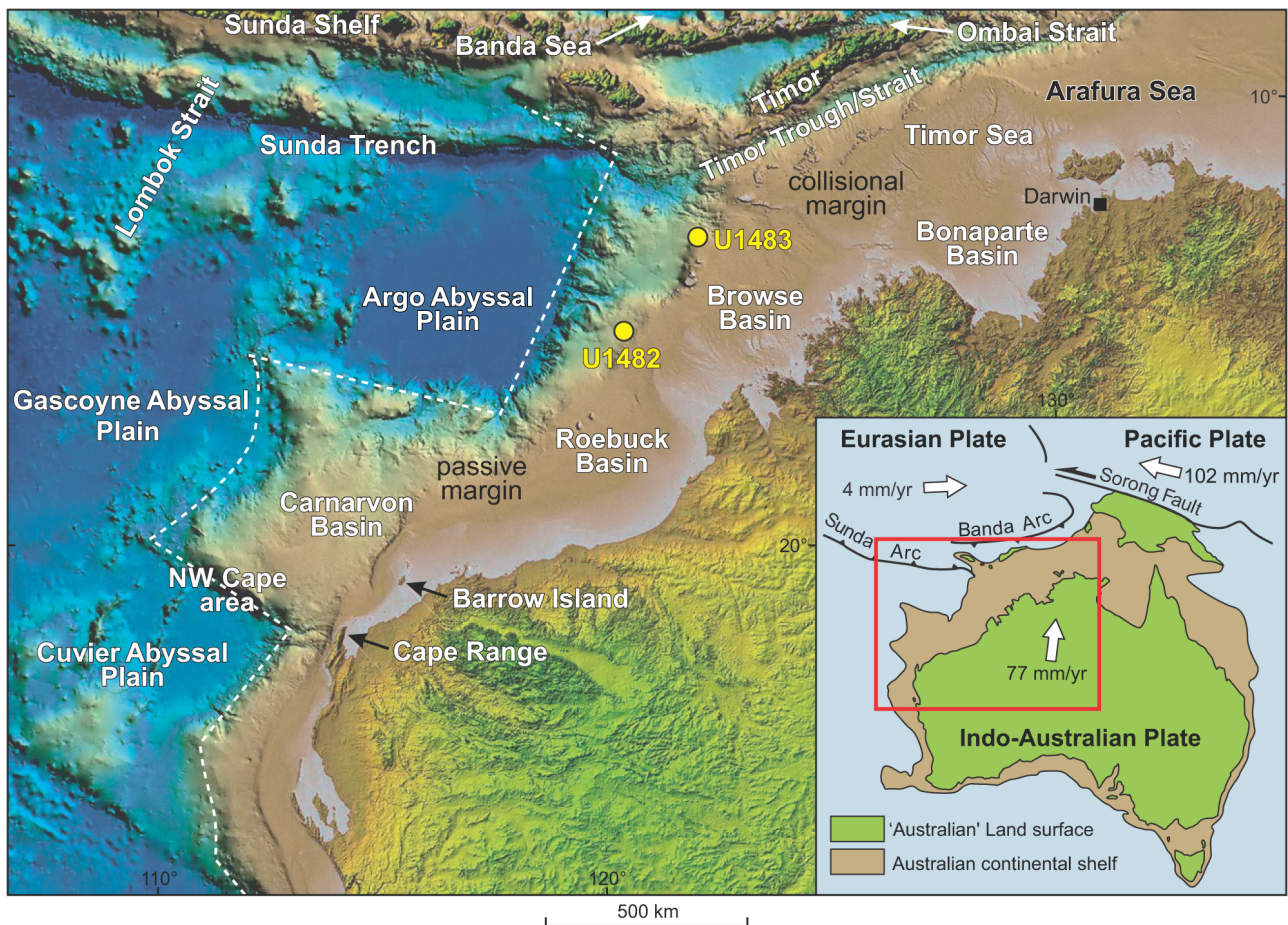 Sunda Shelf
Banda Sea
Ombai Strait
Timor
Timor Trough/Strait
Arafura Sea
10°
Lombok Strait
Sunda Trench
Timor Sea
collisional
margin
Darwin
U1483
Bonaparte
Basin
Argo Abyssal
Plain
Browse
Basin
U1482
Gascoyne Abyssal
Plain
130°
Roebuck
Basin
passive
margin
Carnarvon
Basin
20°
NW Cape
area
Barrow Island
Cape Range
Cuvier Abyssal
Plain
110°
120°
500 km
Eurasian Plate
Pacific Plate
4 mm/yr
102 mm/yr
Sorong Fault
Sunda Arc
Banda Arc
77 mm/yr
Indo-Australian Plate
'Australian' Land surface
Australian continental shelf